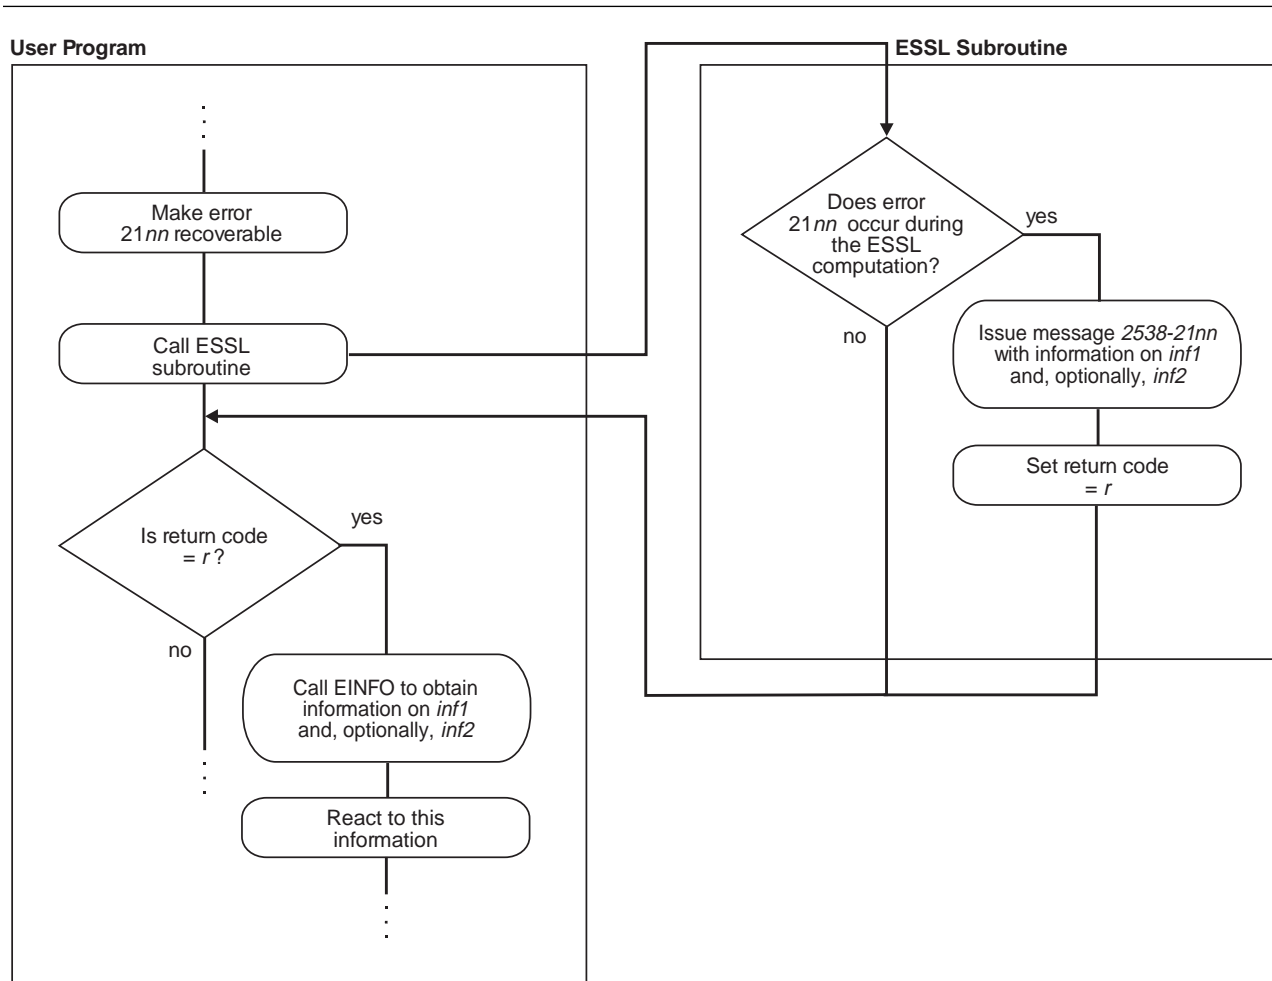 User Program
Make error
21nn recoverable
Call ESSL
subroutine
Is return code
= r ?
yes
no
Call EINFO to obtain
information on inf1
and, optionally, inf2
React to this
information
ESSL Subroutine
Does error
21nn occur during
the ESSL
computation?
yes
no
Issue message 2538-21nn
with information on inf1
and, optionally, inf2
Set return code
= r